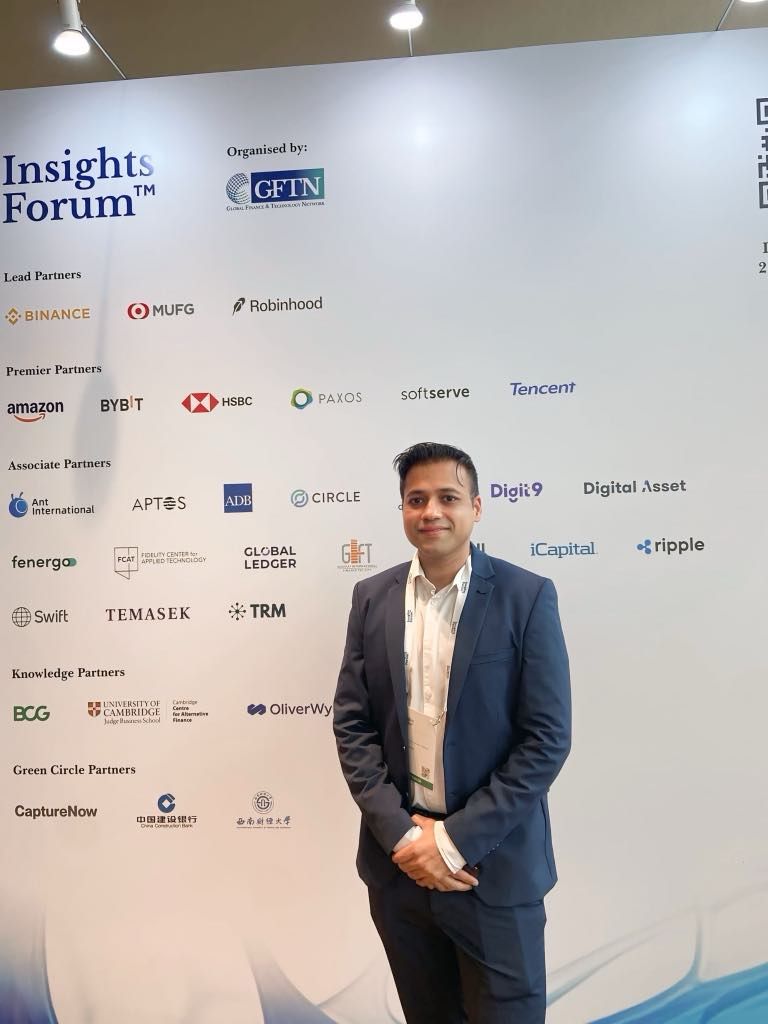 Insights
Forum™
Organised by:
GFTN
GLOBAL FINANCE & TECHNOLOGY NETWORK
Lead Partners
BINANCE
MUFG
Robinhood
Premier Partners
amazon
BYBIT
HSBC
PAXOS
softserve
Tencent
Associate Partners
Ant
International
APTOS
ADB
CIRCLE
Digit9
Digital Asset
fenergo
FCAT
FIDELITY CENTER for
APPLIED TECHNOLOGY
GLOBAL
LEDGER
GIFT
iCapital
ripple
Swift
TEMASEK
TRM
Knowledge Partners
BCG
UNIVERSITY OF
CAMBRIDGE
Judge Business School
Cambridge
Centre
for Alternative
Finance
OliverWy
Green Circle Partners
CaptureNow
中国建设银行
China Construction Bank
西南财经大学